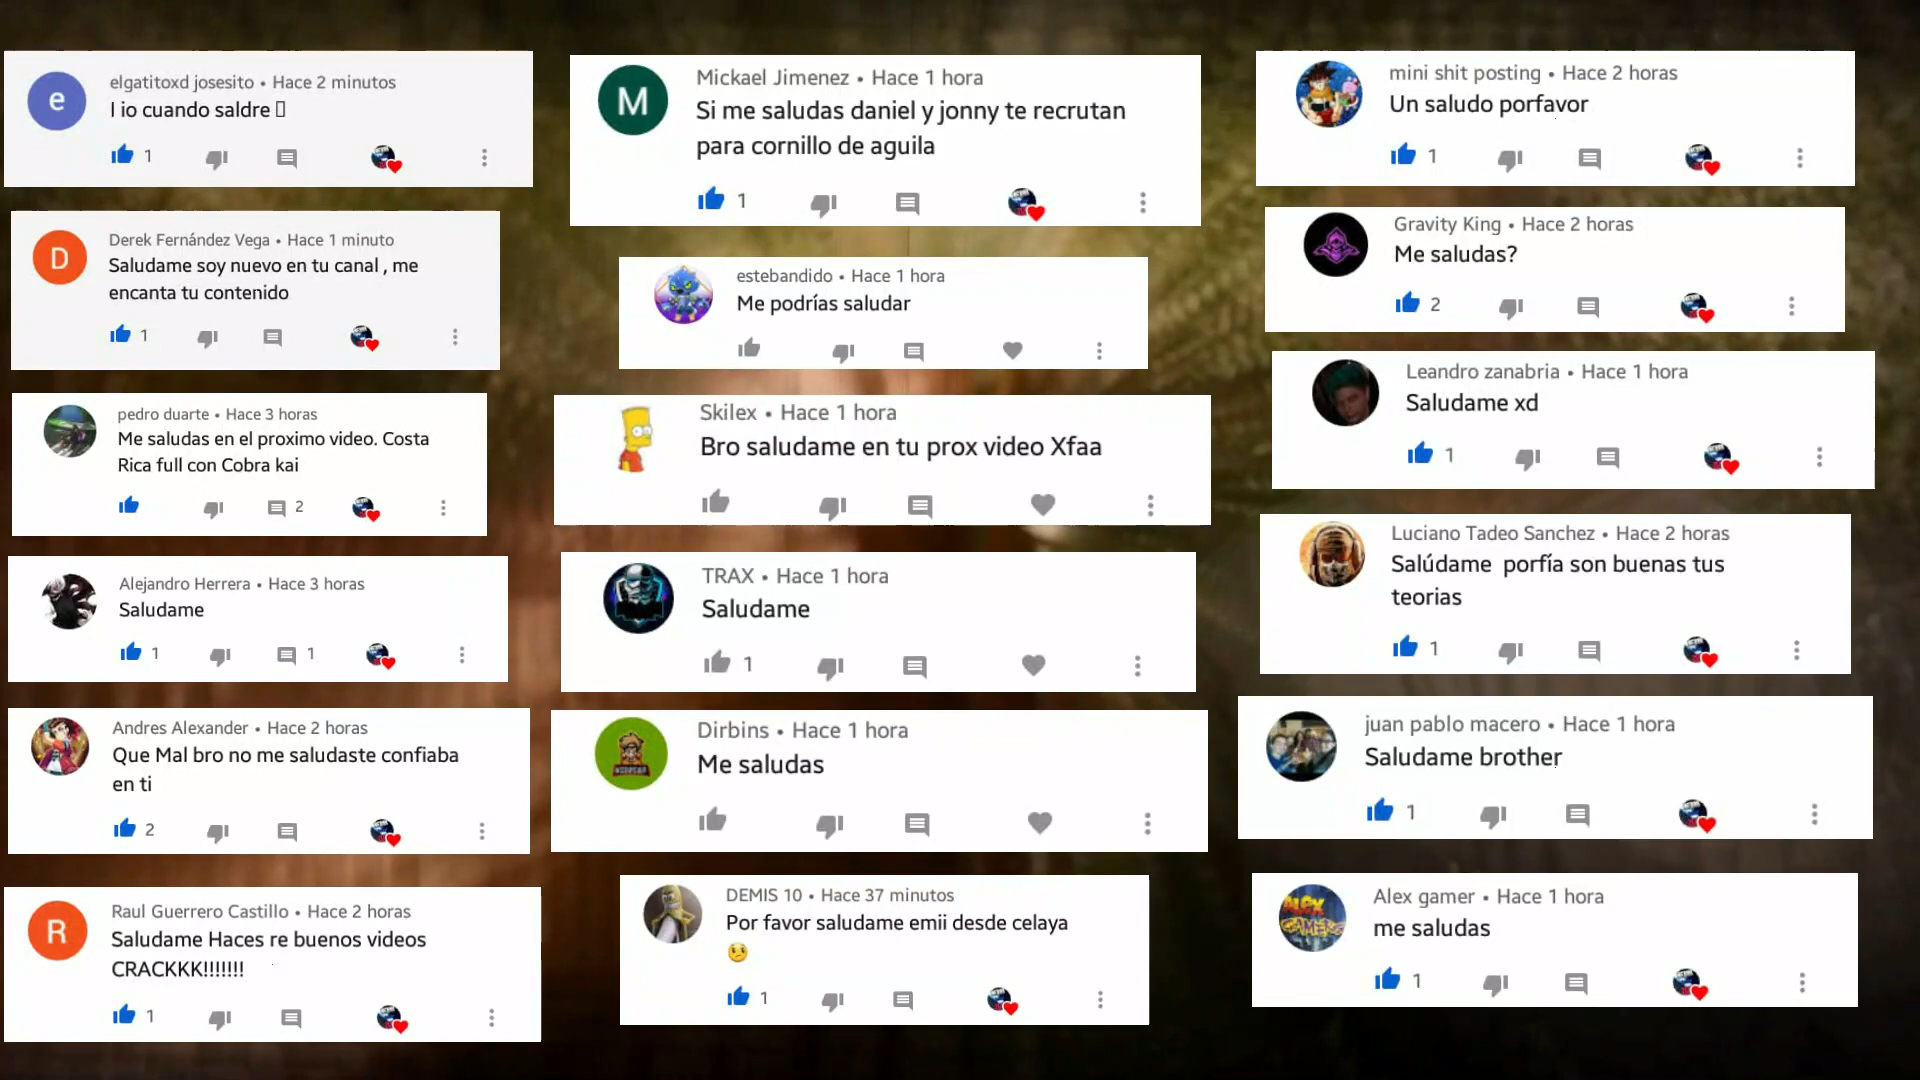 elgatitoxd josesito • Hace 2 minutos
I io cuando saldre
1
Derek Fernández Vega • Hace 1 minuto
Saludame soy nuevo en tu canal , me
encanta tu contenido
1
pedro duarte • Hace 3 horas
Me saludas en el proximo video. Costa
Rica full con Cobra kai
2
Alejandro Herrera • Hace 3 horas
Saludame
1 1
Andres Alexander • Hace 2 horas
Que Mal bro no me saludaste confiaba
en ti
2
Raul Guerrero Castillo • Hace 2 horas
Saludame Haces re buenos videos
CRACKKK!!!!!!!
1
Mickael Jimenez • Hace 1 hora
Si me saludas daniel y jonny te recrutan
para cornillo de aguila
1
estebandido • Hace 1 hora
Me podrías saludar
Skilex • Hace 1 hora
Bro saludame en tu prox video Xfaa
TRAX • Hace 1 hora
Saludame
1
Dirbins • Hace 1 hora
Me saludas
DEMIS 10 • Hace 37 minutos
Por favor saludame emii desde celaya
😞
1
mini shit posting • Hace 2 horas
Un saludo porfavor
1
Gravity King • Hace 2 horas
Me saludas?
2
Leandro zanabria • Hace 1 hora
Saludame xd
1
Luciano Tadeo Sanchez • Hace 2 horas
Salúdame  porfía son buenas tus
teorias
1
juan pablo macero • Hace 1 hora
Saludame brother
1
Alex gamer • Hace 1 hora
me saludas
1
e
D
R
M
ALEX
GAMERS